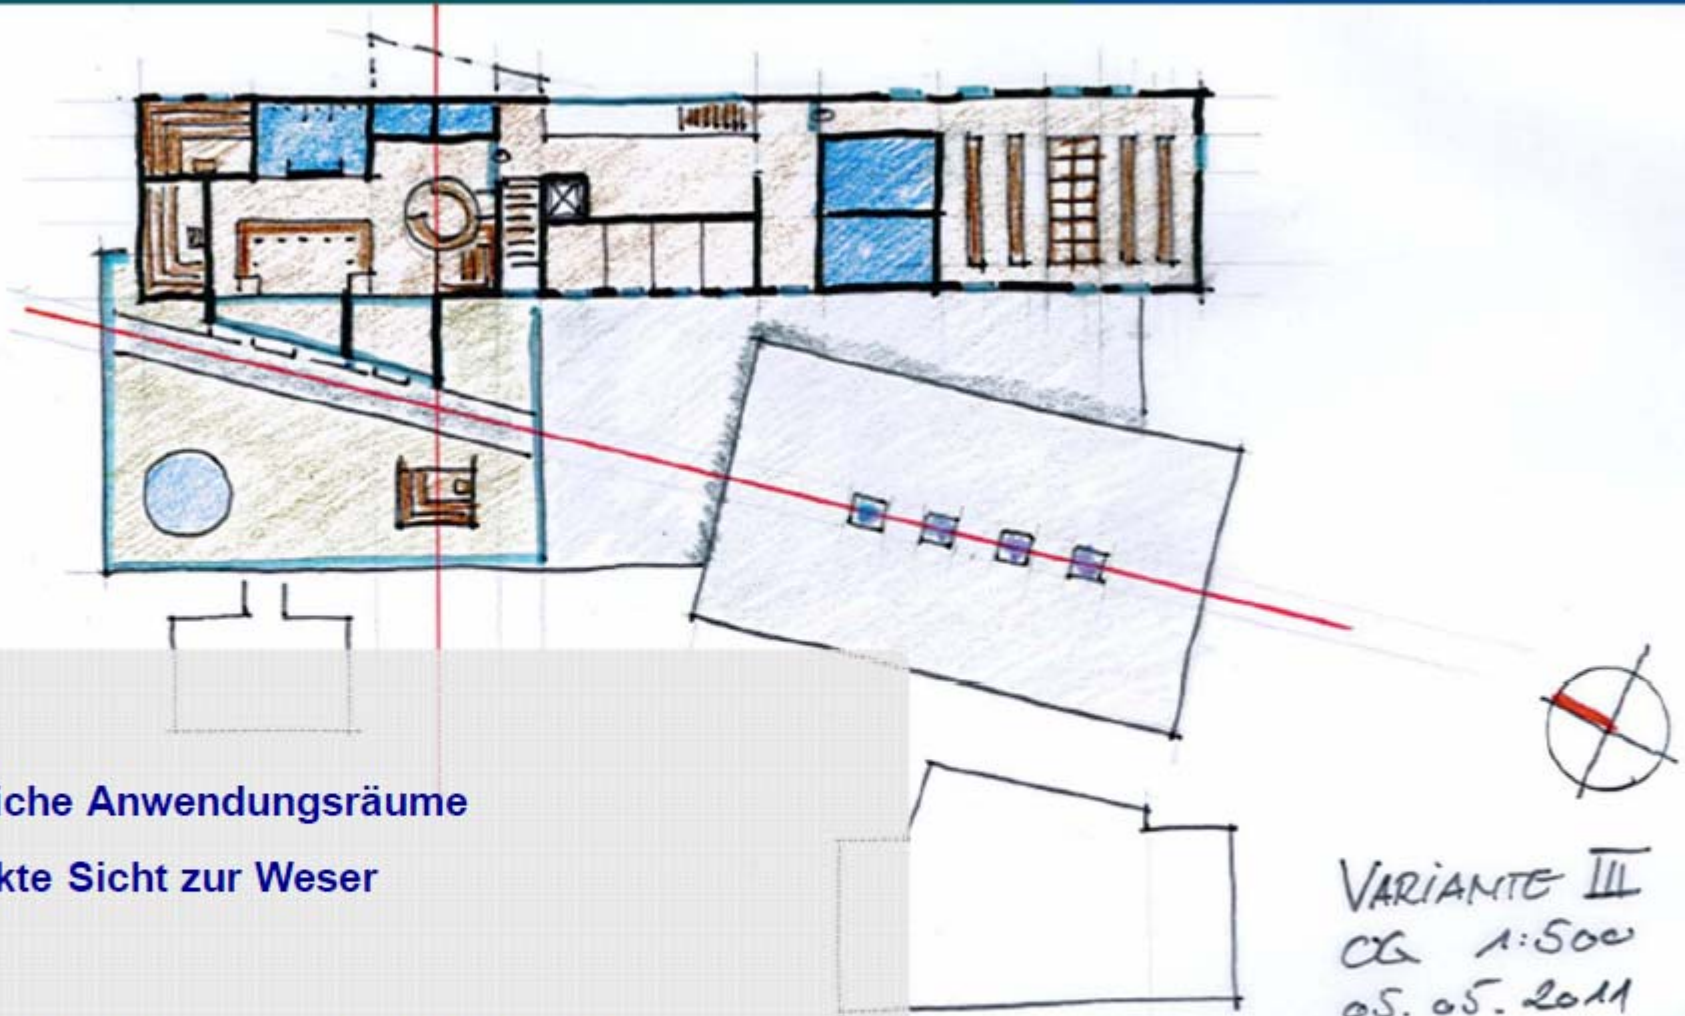 iche Anwendungsräume
kte Sicht zur Weser
VARIANTE III
OG 1:500
05.05.2011